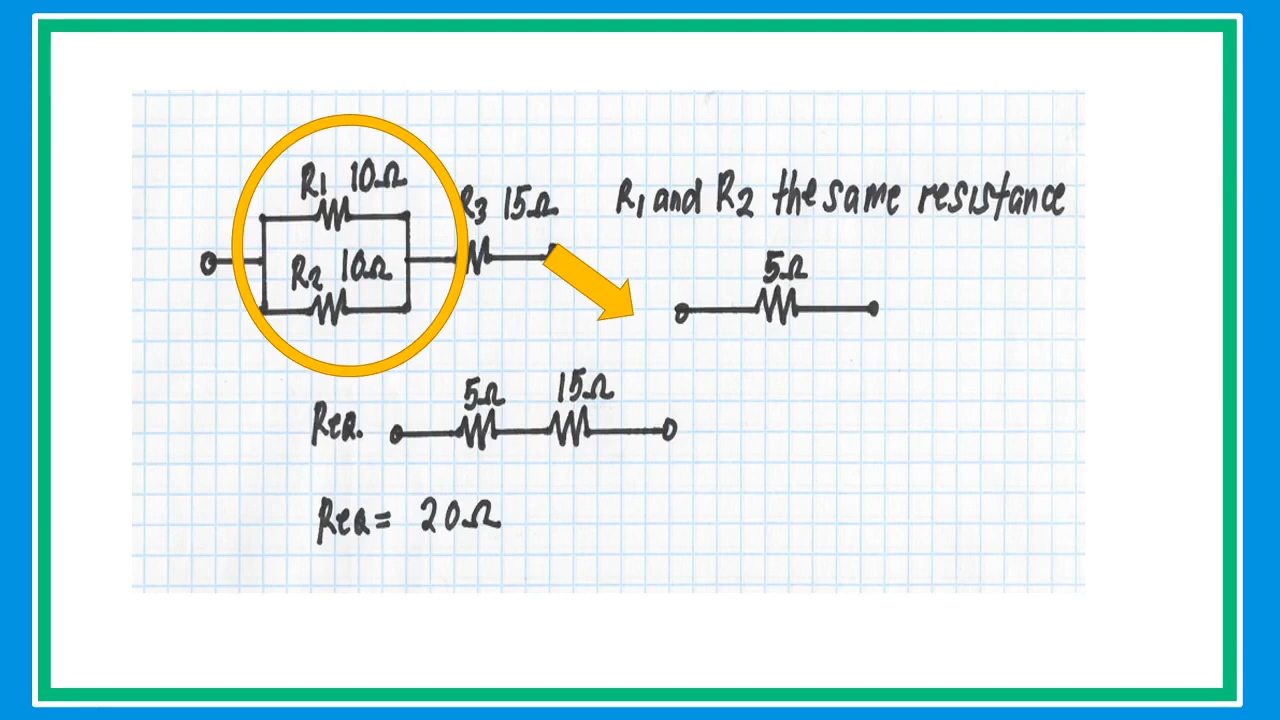 R1 10Ω
R3 15Ω
R1 and R2 the same resistance
R2 10Ω
5Ω
5Ω 15Ω
Req.
Req = 20Ω